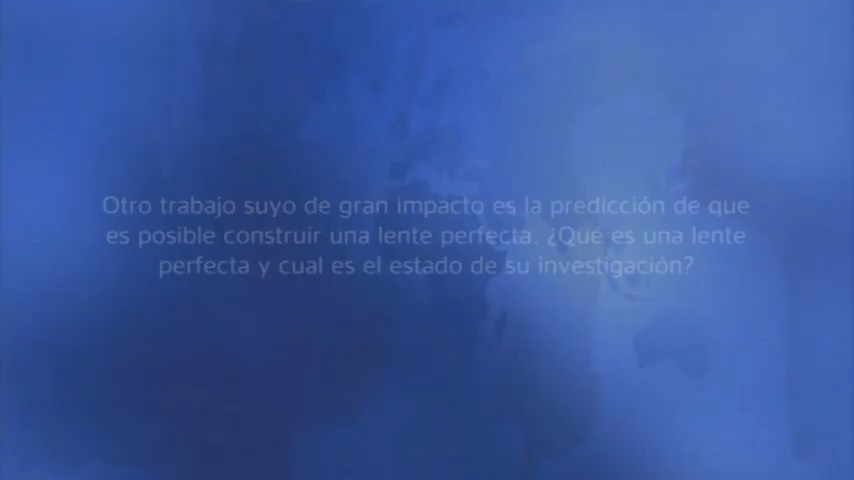 Otro trabajo suyo de gran impacto es la predicción de que
es posible construir una lente perfecta. ¿Qué es una lente
perfecta y cual es el estado de su investigación?